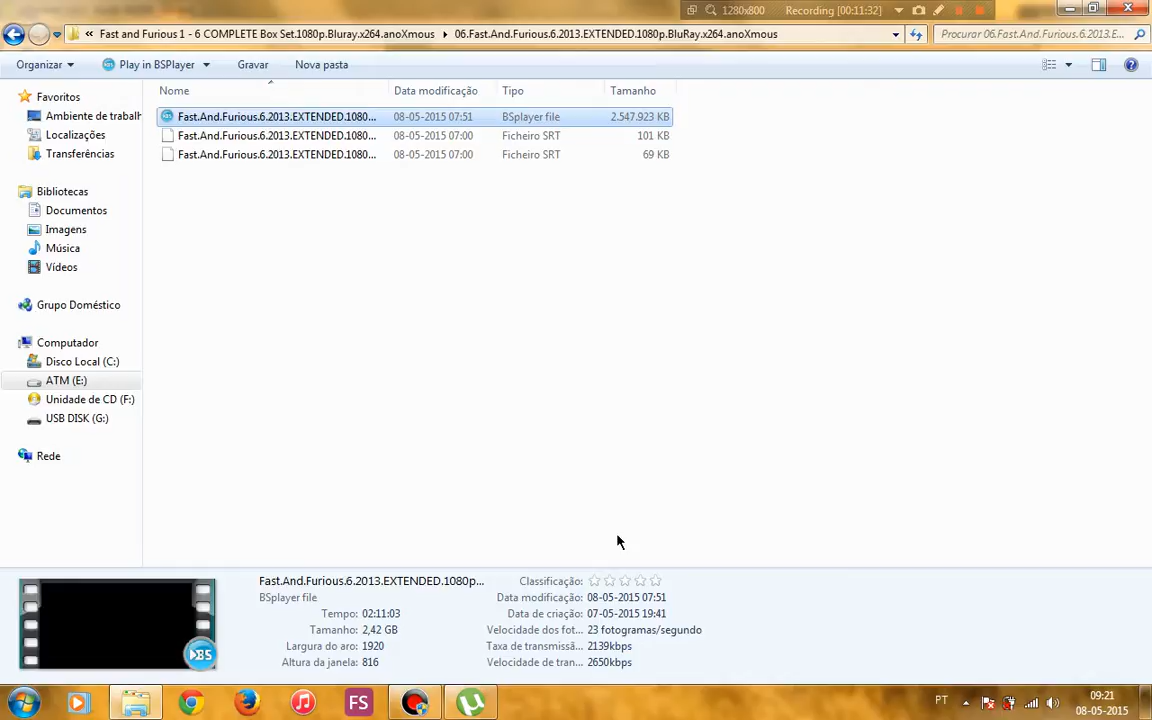 1280x800 Recording [00:11:32]
« Fast and Furious 1 - 6 COMPLETE Box Set.1080p.Bluray.x264.anoXmous 06.Fast.And.Furious.6.2013.EXTENDED.1080p.BluRay.x264.anoXmous Procurar 06.Fast.And.Furious.6.2013.E...
Organizar Play in BSPlayer Gravar Nova pasta
Nome Data modificação Tipo Tamanho
Fast.And.Furious.6.2013.EXTENDED.1080... 08-05-2015 07:51 BSplayer file 2.547.923 KB
Fast.And.Furious.6.2013.EXTENDED.1080... 08-05-2015 07:00 Ficheiro SRT 101 KB
Fast.And.Furious.6.2013.EXTENDED.1080... 08-05-2015 07:00 Ficheiro SRT 69 KB
Favoritos
Ambiente de trabalh
Localizações
Transferências
Bibliotecas
Documentos
Imagens
Música
Vídeos
Grupo Doméstico
Computador
Disco Local (C:)
ATM (E:)
Unidade de CD (F:)
USB DISK (G:)
Rede
Fast.And.Furious.6.2013.EXTENDED.1080p...
BSplayer file
Tempo: 02:11:03
Tamanho: 2,42 GB
Largura do aro: 1920
Altura da janela: 816
Classificação:
Data modificação: 08-05-2015 07:51
Data de criação: 07-05-2015 19:41
Velocidade dos fot... 23 fotogramas/segundo
Taxa de transmissã... 2139kbps
Velocidade de tran... 2650kbps
BS
FS
PT
09:21
08-05-2015